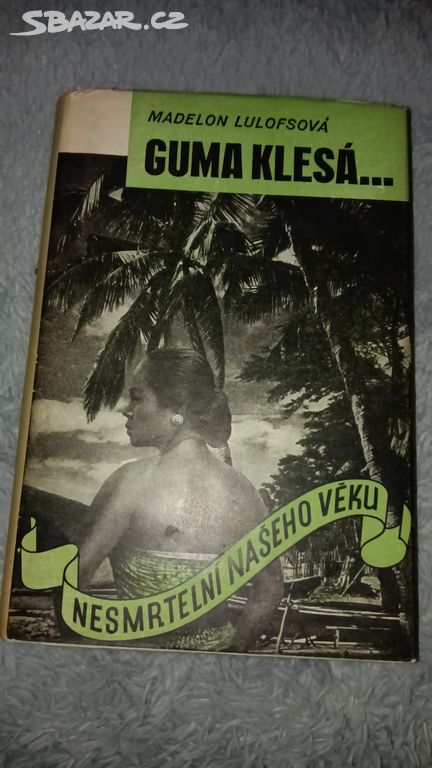 SBAZAR.CZ
MADELON LULOFSOVÁ
GUMA KLESÁ...
NESMRTELNÍ NAŠEHO VĚKU